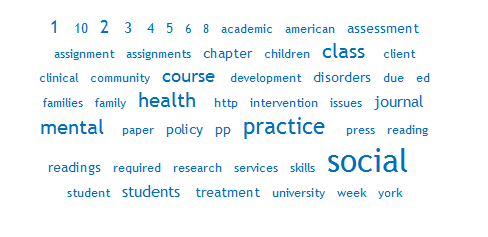 1 10 2 3 4 5 6 8 academic american assessment
assignment assignments chapter children class client
clinical community course development disorders due ed
families family health http intervention issues journal
mental paper policy pp practice press reading
readings required research services skills social
student students treatment university week york